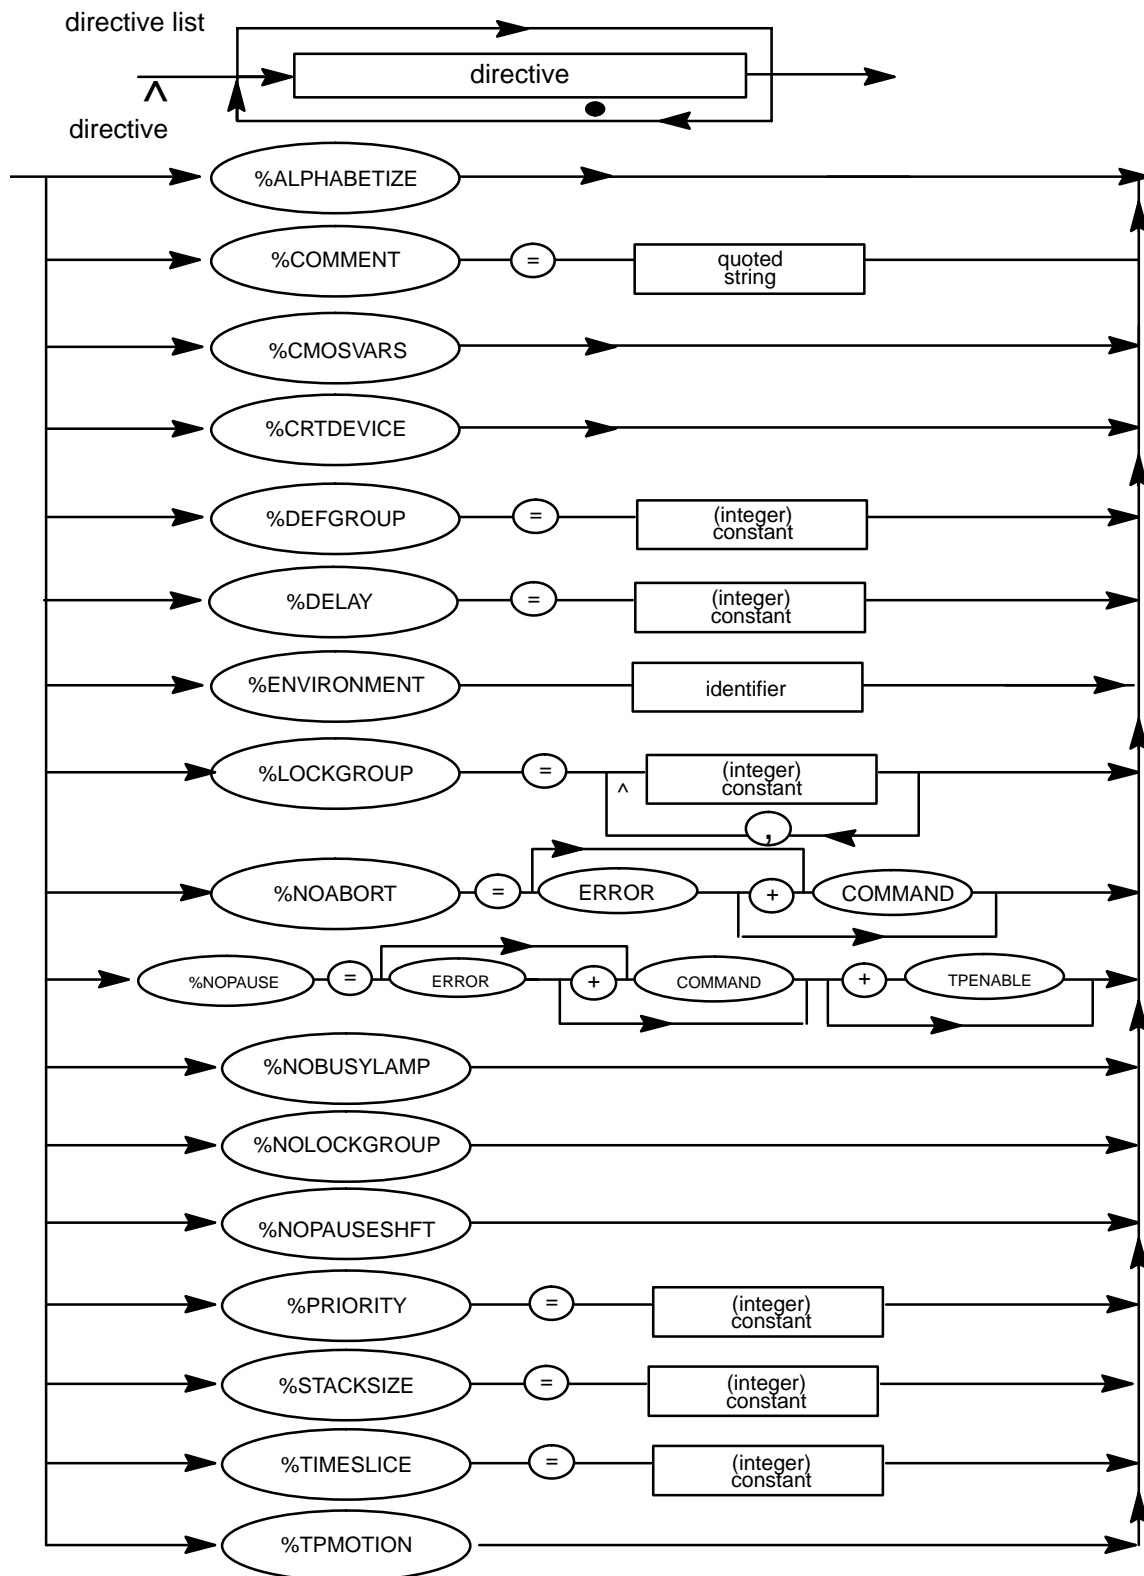 directive list
directive
^
directive
%ALPHABETIZE
%COMMENT = quoted
string
%CMOSVARS
%CRTDEVICE
%DEFGROUP = (integer)
constant
%DELAY = (integer)
constant
%ENVIRONMENT identifier
%LOCKGROUP = ^ (integer)
constant
,
%NOABORT = ERROR + COMMAND
%NOPAUSE = ERROR + COMMAND + TPENABLE
%NOBUSYLAMP
%NOLOCKGROUP
%NOPAUSESHFT
%PRIORITY = (integer)
constant
%STACKSIZE = (integer)
constant
%TIMESLICE = (integer)
constant
%TPMOTION